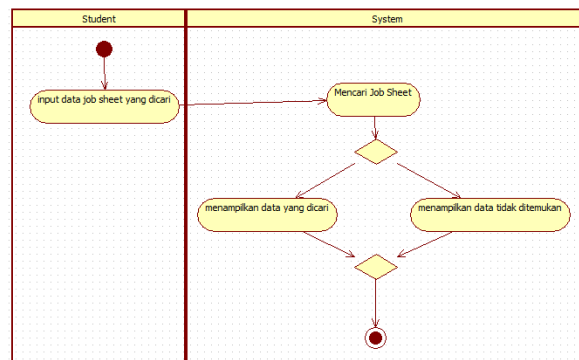 Student
System
input data job sheet yang dicari
Mencari Job Sheet
menampilkan data yang dicari
menampilkan data tidak ditemukan